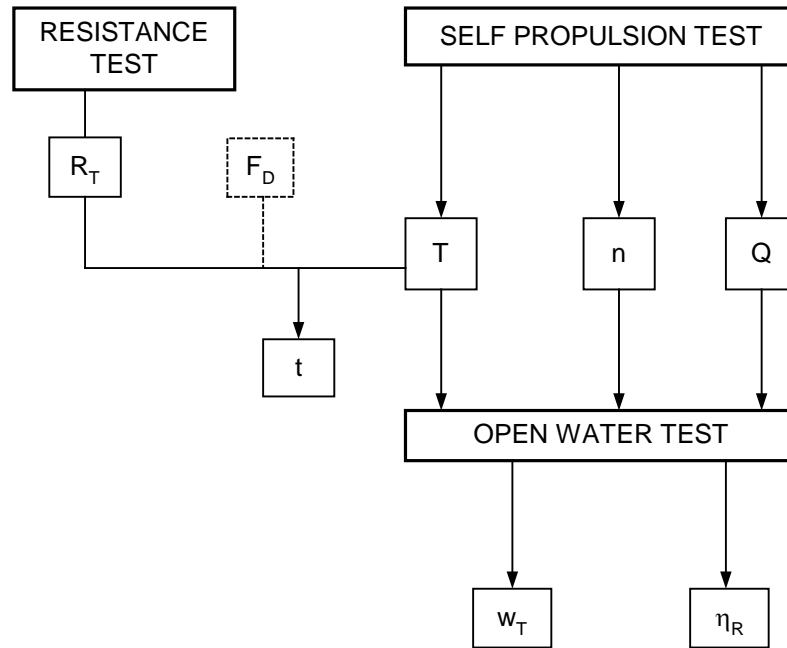 RESISTANCE
TEST
SELF PROPULSION TEST
R_T
F_D
T
n
Q
t
OPEN WATER TEST
w_T
η_R